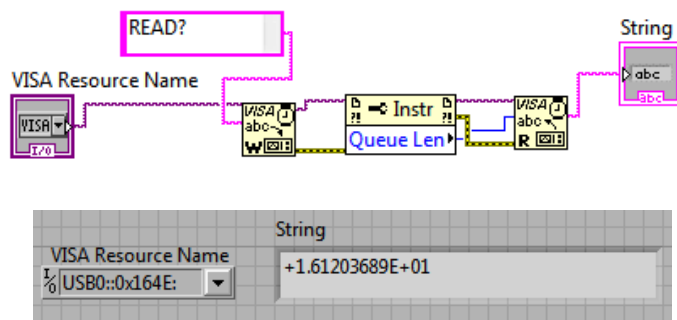 READ?
String
VISA Resource Name
VISA
I/O
VISA
abc
W
Instr
Queue Len
VISA
abc
R
abc
abc
String
VISA Resource Name
I/O
USB0::0x164E:
+1.61203689E+01